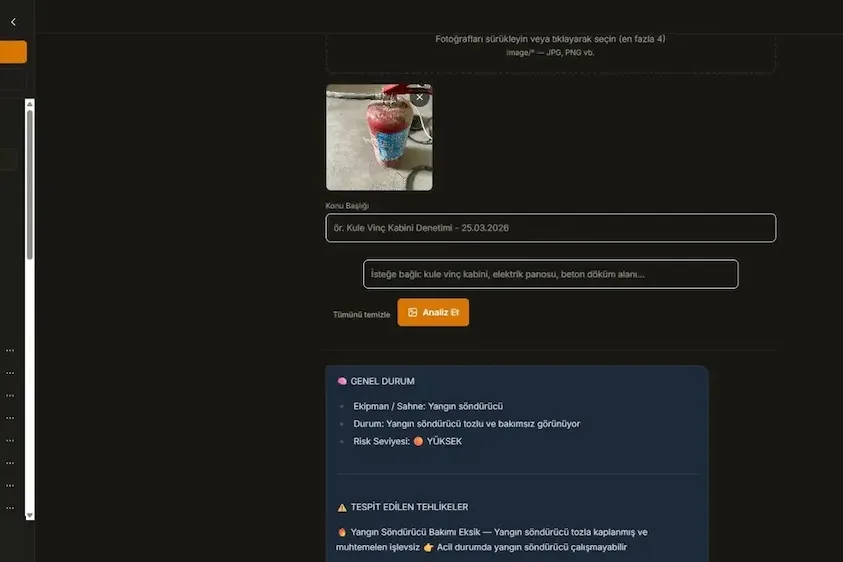 Fotoğrafları sürükleyin veya tıklayarak seçin (en fazla 4)
image/* — JPG, PNG vb.
Konu Başlığı
ör. Kule Vinç Kabini Denetimi - 25.03.2026
İsteğe bağlı: kule vinç kabini, elektrik panosu, beton döküm alanı...
Tümünü temizle
Analiz Et
GENEL DURUM
Ekipman / Sahne: Yangın söndürücü
Durum: Yangın söndürücü tozlu ve bakımsız görünüyor
Risk Seviyesi: YÜKSEK
TESPİT EDİLEN TEHLİKELER
Yangın Söndürücü Bakımı Eksik — Yangın söndürücü tozla kaplanmış ve
muhtemelen işlevsiz 👉 Acil durumda yangın söndürücü çalışmayabilir